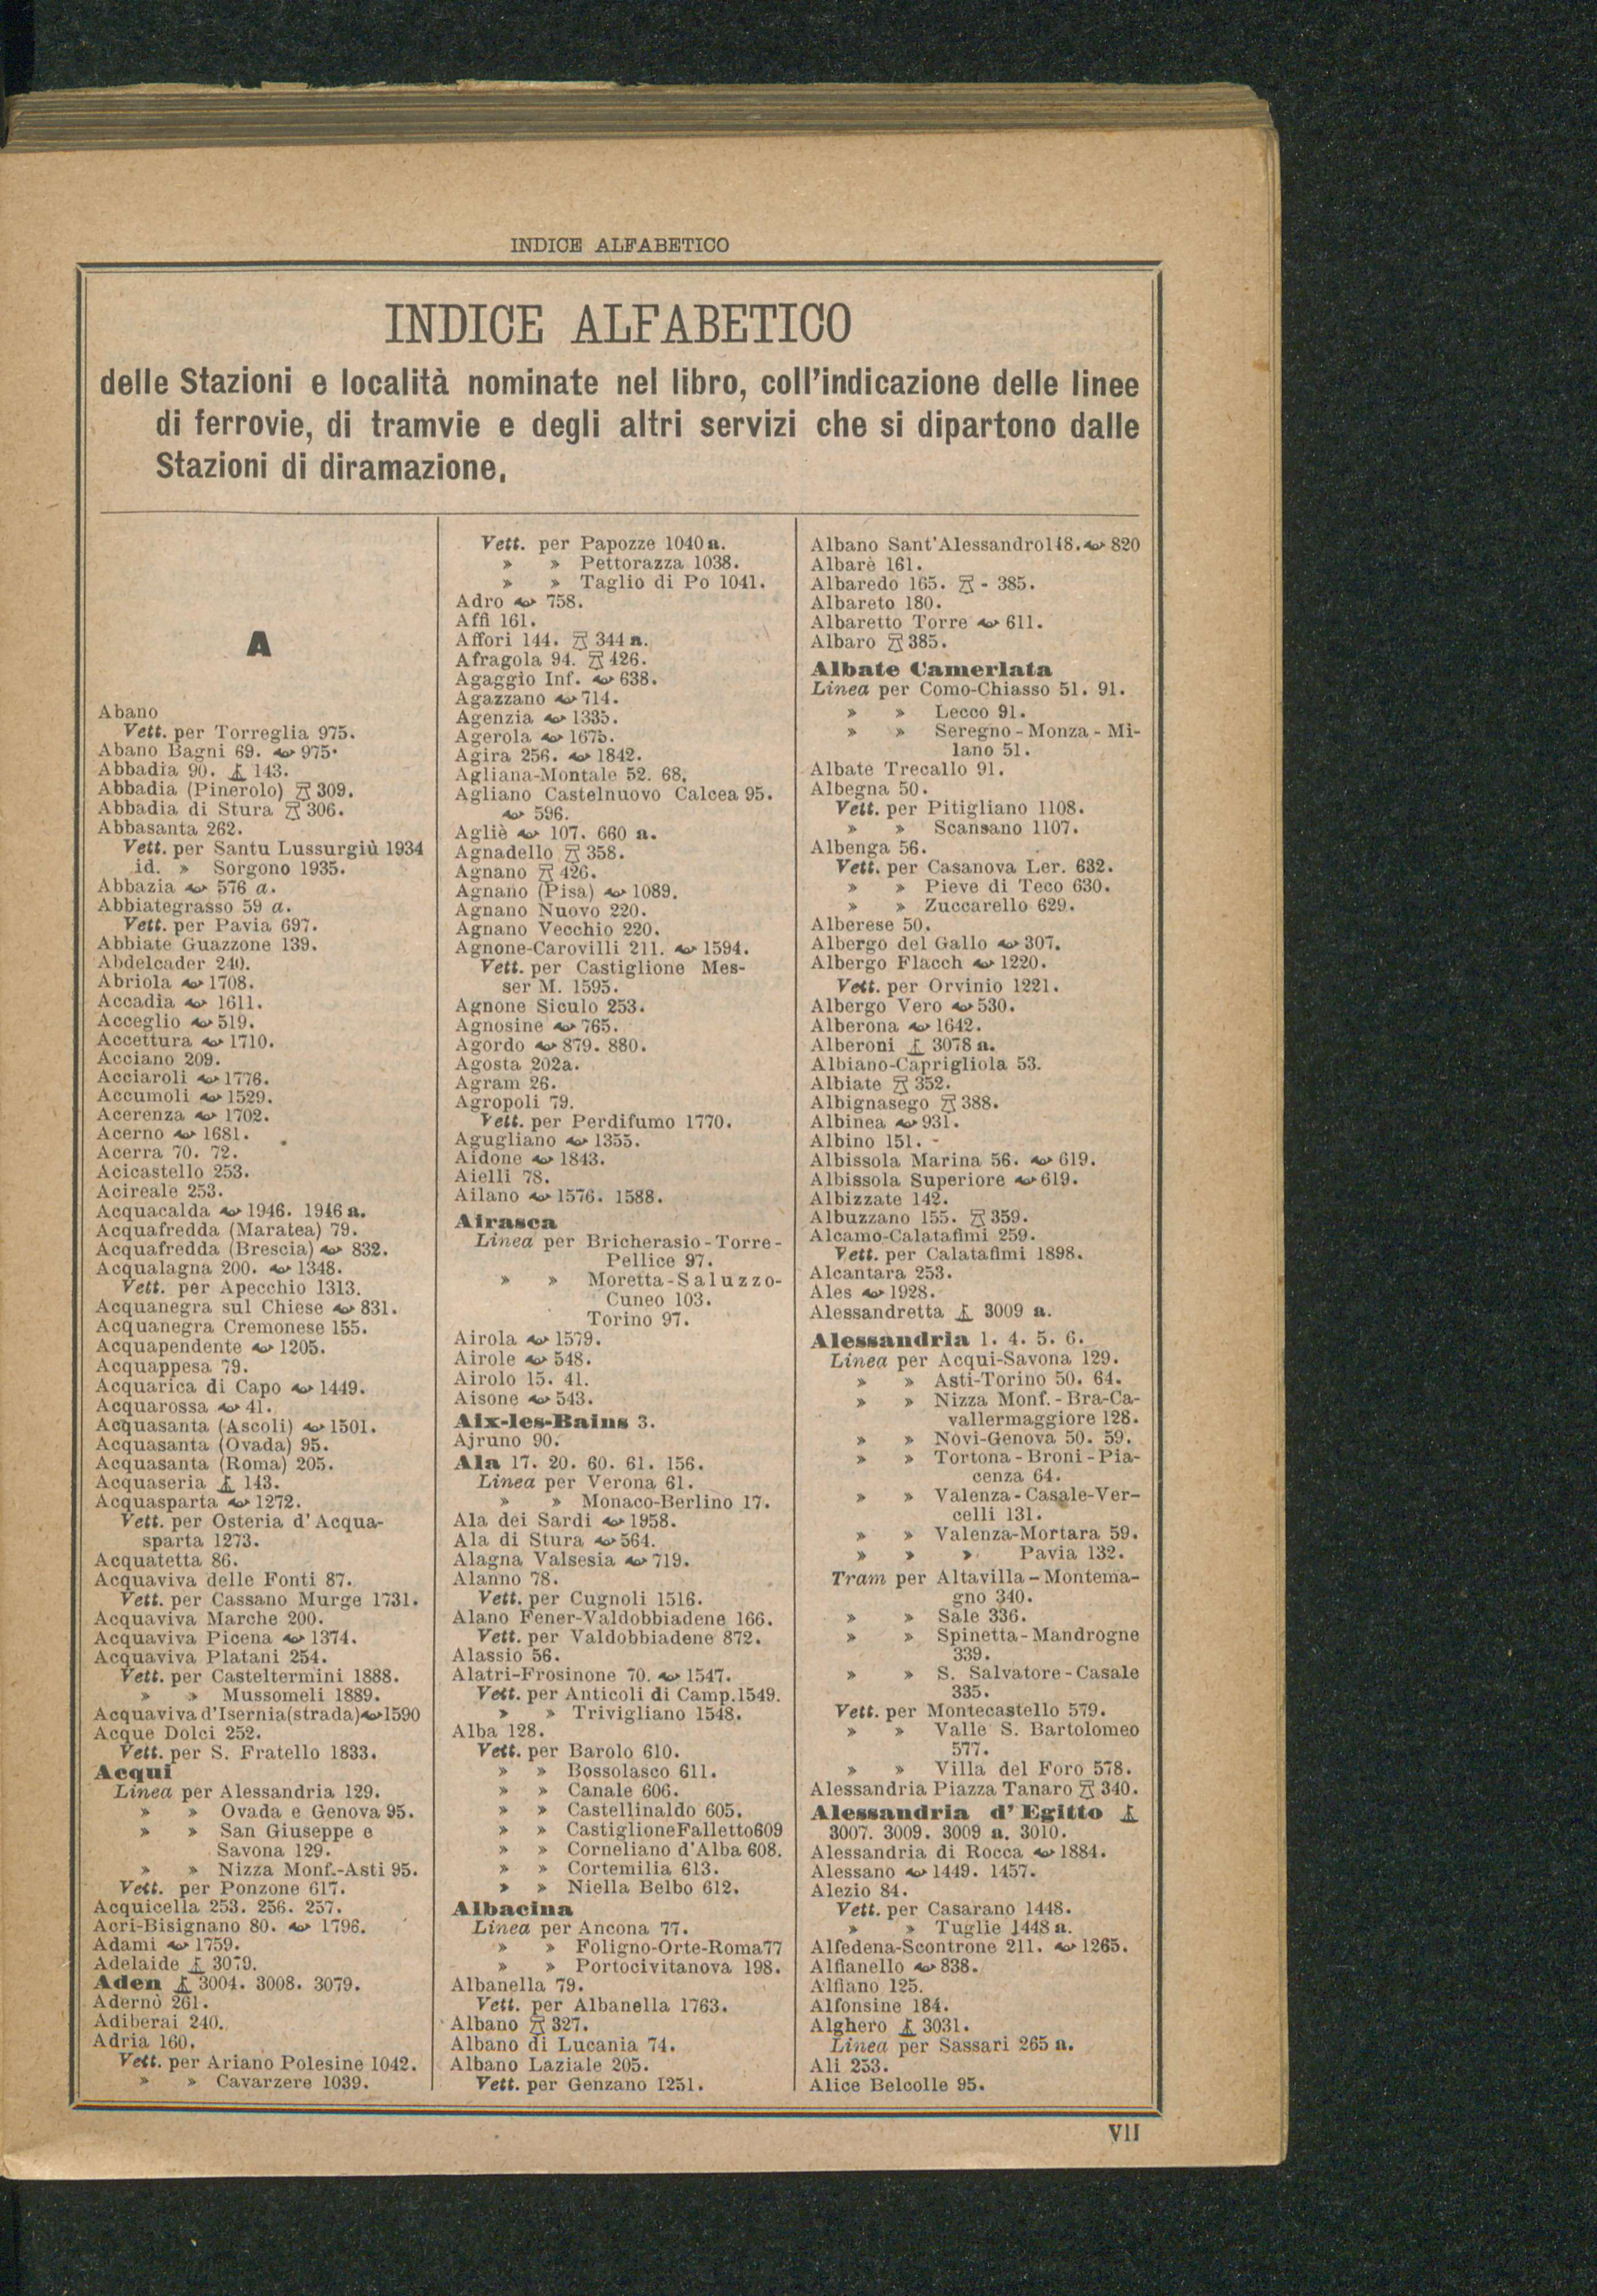 INDICE ALFABETICO
INDICE ALFABETICO
delle Stazioni e località nominate nel libro, coll'indicazione delle linee
di ferrovie, di tramvie e degli altri servizi che si dipartono dalle
Stazioni di diramazione.
A
Abano
Vett. per Torreglia 975.
Abano Bagni 69. 975.
Abbadia 90. 143.
Abbadia (Pinerolo) 309.
Abbadia di Stura 306.
Abbasanta 262.
Vett. per Santu Lussurgiù 1934
id. » Sorgono 1935.
Abbazia 576 a.
Abbiategrasso 59 a.
Vett. per Pavia 697.
Abbiate Guazzone 139.
Abdelcader 240.
Abriola 1708.
Accadia 1611.
Acceglio 519.
Accettura 1710.
Acciano 209.
Acciaroli 1776.
Accumoli 1529.
Acerenza 1702.
Acerno 1681.
Acerra 70. 72.
Acicastello 253.
Acireale 253.
Acquacalda 1946. 1946 a.
Acquafredda (Maratea) 79.
Acquafredda (Brescia) 832.
Acqualagna 200. 1348.
Vett. per Apecchio 1313.
Acquanegra sul Chiese 831.
Acquanegra Cremonese 155.
Acquapendente 1205.
Acquappesa 79.
Acquarica di Capo 1449.
Acquarossa 41.
Acquasanta (Ascoli) 1501.
Acquasanta (Ovada) 95.
Acquasanta (Roma) 205.
Acquaseria 143.
Acquasparta 1272.
Vett. per Osteria d'Acqua-
sparta 1273.
Acquatetta 86.
Acquaviva delle Fonti 87.
Vett. per Cassano Murge 1731.
Acquaviva Marche 200.
Acquaviva Picena 1374.
Acquaviva Platani 254.
Vett. per Casteltermini 1888.
» » Mussomeli 1889.
Acquaviva d'Isernia(strada) 1590
Acque Dolci 252.
Vett. per S. Fratello 1833.
Acqui
Linea per Alessandria 129.
» » Ovada e Genova 95.
» » San Giuseppe e
Savona 129.
» » Nizza Monf.-Asti 95.
Vett. per Ponzone 617.
Acquicella 253. 256. 257.
Acri-Bisignano 80. 1796.
Adami 1759.
Adelaide 3079.
Aden 3004. 3008. 3079.
Adernò 261.
Adiberai 240.
Adria 160.
Vett. per Ariano Polesine 1042.
» » Cavarzere 1039.
Vett. per Papozze 1040 a.
» » Pettorazza 1038.
» » Taglio di Po 1041.
Adro 758.
Affi 161.
Affori 144. 344 a.
Afragola 94. 426.
Agaggio Inf. 638.
Agazzano 714.
Agenzia 1335.
Agerola 1675.
Agira 256. 1842.
Agliana-Montale 52. 68.
Agliano Castelnuovo Calcea 95.
596.
Agliè 107. 660 a.
Agnadello 358.
Agnano 426.
Agnano (Pisa) 1089.
Agnano Nuovo 220.
Agnano Vecchio 220.
Agnone-Carovilli 211. 1594.
Vett. per Castiglione Mes-
ser M. 1595.
Agnone Siculo 253.
Agnosine 765.
Agordo 879. 880.
Agosta 202a.
Agram 26.
Agropoli 79.
Vett. per Perdifumo 1770.
Agugliano 1355.
Aidone 1843.
Aielli 78.
Ailano 1576. 1588.
Airasca
Linea per Bricherasio-Torre-
Pellice 97.
» » Moretta-Saluzzo-
Cuneo 103.
Torino 97.
Airola 1579.
Airole 548.
Airolo 15. 41.
Aisone 543.
Aix-les-Bains 3.
Ajruno 90.
Ala 17. 20. 60. 61. 156.
Linea per Verona 61.
» » Monaco-Berlino 17.
Ala dei Sardi 1958.
Ala di Stura 564.
Alagna Valsesia 719.
Alanno 78.
Vett. per Cugnoli 1516.
Alano Fener-Valdobbiadene 166.
Vett. per Valdobbiadene 872.
Alassio 56.
Alatri-Frosinone 70. 1547.
Vett. per Anticoli di Camp.1549.
» » Trivigliano 1548.
Alba 128.
Vett. per Barolo 610.
» » Bossolasco 611.
» » Canale 606.
» » Castellinaldo 605.
» » CastiglioneFalletto609
» » Corneliano d'Alba 608.
» » Cortemilia 613.
» » Niella Belbo 612.
Albacina
Linea per Ancona 77.
» » Foligno-Orte-Roma77
» » Portocivitanova 198.
Albanella 79.
Vett. per Albanella 1763.
Albano 327.
Albano di Lucania 74.
Albano Laziale 205.
Vett. per Genzano 1251.
Albano Sant'Alessandro148. 820
Albarè 161.
Albaredo 165. - 385.
Albareto 180.
Albaretto Torre 611.
Albaro 385.
Albate Camerlata
Linea per Como-Chiasso 51. 91.
» » Lecco 91.
» » Seregno-Monza-Mi-
lano 51.
Albate Trecallo 91.
Albegna 50.
Vett. per Pitigliano 1108.
» » Scansano 1107.
Albenga 56.
Vett. per Casanova Ler. 632.
» » Pieve di Teco 630.
» » Zuccarello 629.
Alberese 50.
Albergo del Gallo 307.
Albergo Flacch 1220.
Vett. per Orvinio 1221.
Albergo Vero 530.
Alberona 1642.
Alberoni 3078 a.
Albiano-Caprigliola 53.
Albiate 352.
Albignasego 388.
Albinea 931.
Albino 151.
Albissola Marina 56. 619.
Albissola Superiore 619.
Albizzate 142.
Albuzzano 155. 359.
Alcamo-Calatafimi 259.
Vett. per Calatafimi 1898.
Alcantara 253.
Ales 1928.
Alessandretta 3009 a.
Alessandria 1. 4. 5. 6.
Linea per Acqui-Savona 129.
» » Asti-Torino 50. 64.
» » Nizza Monf.-Bra-Ca-
vallermaggiore 128.
» » Novi-Genova 50. 59.
» » Tortona-Broni-Pia-
cenza 64.
» » Valenza-Casale-Ver-
celli 131.
» » Valenza-Mortara 59.
» » » Pavia 132.
Tram per Altavilla-Montema-
gno 340.
» » Sale 336.
» » Spinetta-Mandrogne
339.
» » S. Salvatore-Casale
335.
Vett. per Montecastello 579.
» » Valle S. Bartolomeo
577.
» » Villa del Foro 578.
Alessandria Piazza Tanaro 340.
Alessandria d'Egitto
3007. 3009. 3009 a. 3010.
Alessandria di Rocca 1884.
Alessano 1449. 1457.
Alezio 84.
Vett. per Casarano 1448.
» » Tuglie 1448 a.
Alfedena-Scontrone 211. 1265.
Alfianello 838.
Alfiano 125.
Alfonsine 184.
Alghero 3031.
Linea per Sassari 265 a.
Ali 253.
Alice Belcolle 95.
VII